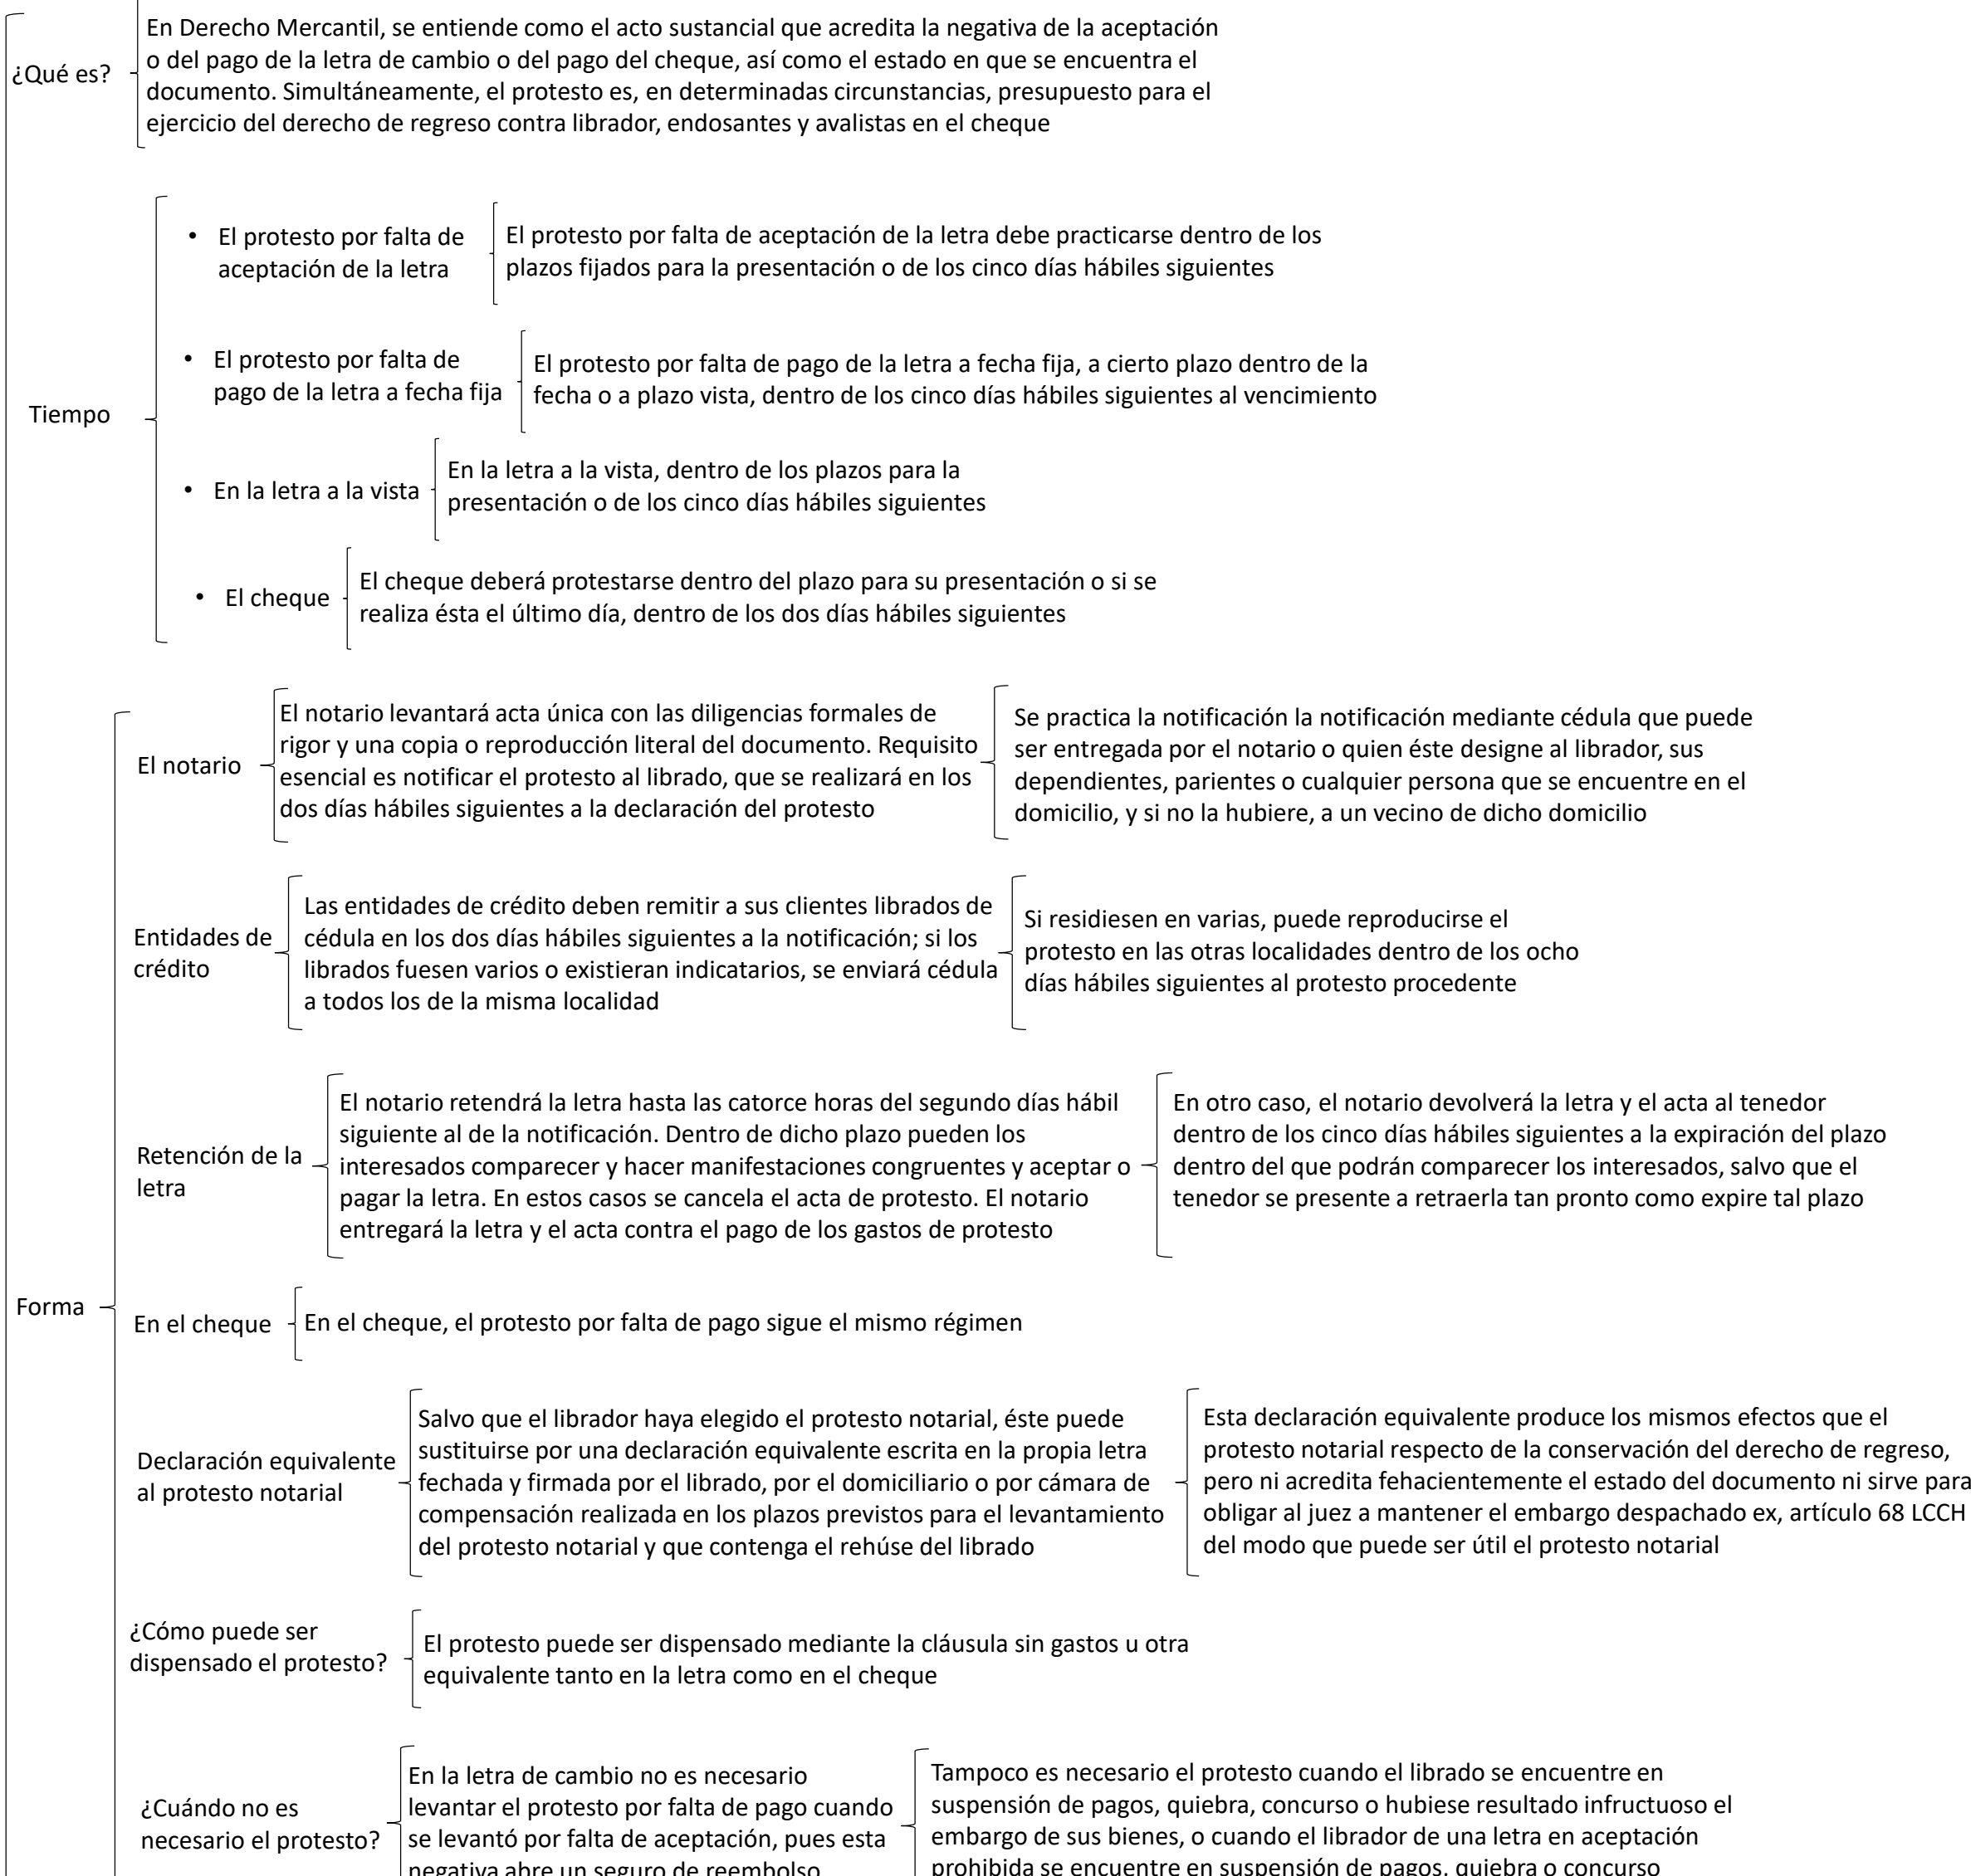 ¿Qué es?
En Derecho Mercantil, se entiende como el acto sustancial que acredita la negativa de la aceptación
o del pago de la letra de cambio o del pago del cheque, así como el estado en que se encuentra el
documento. Simultáneamente, el protesto es, en determinadas circunstancias, presupuesto para el
ejercicio del derecho de regreso contra librador, endosantes y avalistas en el cheque
Tiempo
• El protesto por falta de
aceptación de la letra
El protesto por falta de aceptación de la letra debe practicarse dentro de los
plazos fijados para la presentación o de los cinco días hábiles siguientes
• El protesto por falta de
pago de la letra a fecha fija
El protesto por falta de pago de la letra a fecha fija, a cierto plazo dentro de la
fecha o a plazo vista, dentro de los cinco días hábiles siguientes al vencimiento
• En la letra a la vista
En la letra a la vista, dentro de los plazos para la
presentación o de los cinco días hábiles siguientes
• El cheque
El cheque deberá protestarse dentro del plazo para su presentación o si se
realiza ésta el último día, dentro de los dos días hábiles siguientes
Forma
El notario
El notario levantará acta única con las diligencias formales de
rigor y una copia o reproducción literal del documento. Requisito
esencial es notificar el protesto al librado, que se realizará en los
dos días hábiles siguientes a la declaración del protesto
Se practica la notificación la notificación mediante cédula que puede
ser entregada por el notario o quien éste designe al librador, sus
dependientes, parientes o cualquier persona que se encuentre en el
domicilio, y si no la hubiere, a un vecino de dicho domicilio
Entidades de
crédito
Las entidades de crédito deben remitir a sus clientes librados de
cédula en los dos días hábiles siguientes a la notificación; si los
librados fuesen varios o existieran indicatarios, se enviará cédula
a todos los de la misma localidad
Si residiesen en varias, puede reproducirse el
protesto en las otras localidades dentro de los ocho
días hábiles siguientes al protesto procedente
Retención de la
letra
El notario retendrá la letra hasta las catorce horas del segundo días hábil
siguiente al de la notificación. Dentro de dicho plazo pueden los
interesados comparecer y hacer manifestaciones congruentes y aceptar o
pagar la letra. En estos casos se cancela el acta de protesto. El notario
entregará la letra y el acta contra el pago de los gastos de protesto
En otro caso, el notario devolverá la letra y el acta al tenedor
dentro de los cinco días hábiles siguientes a la expiración del plazo
dentro del que podrán comparecer los interesados, salvo que el
tenedor se presente a retraerla tan pronto como expire tal plazo
En el cheque
En el cheque, el protesto por falta de pago sigue el mismo régimen
Declaración equivalente
al protesto notarial
Salvo que el librador haya elegido el protesto notarial, éste puede
sustituirse por una declaración equivalente escrita en la propia letra
fechada y firmada por el librado, por el domiciliario o por cámara de
compensación realizada en los plazos previstos para el levantamiento
del protesto notarial y que contenga el rehúse del librado
Esta declaración equivalente produce los mismos efectos que el
protesto notarial respecto de la conservación del derecho de regreso,
pero ni acredita fehacientemente el estado del documento ni sirve para
obligar al juez a mantener el embargo despachado ex, artículo 68 LCCH
del modo que puede ser útil el protesto notarial
¿Cómo puede ser
dispensado el protesto?
El protesto puede ser dispensado mediante la cláusula sin gastos u otra
equivalente tanto en la letra como en el cheque
¿Cuándo no es
necesario el protesto?
En la letra de cambio no es necesario
levantar el protesto por falta de pago cuando
se levantó por falta de aceptación, pues esta
negativa abre un seguro de reembolso
Tampoco es necesario el protesto cuando el librado se encuentre en
suspensión de pagos, quiebra, concurso o hubiese resultado infructuoso el
embargo de sus bienes, o cuando el librador de una letra en aceptación
prohibida se encuentre en suspensión de pagos, quiebra o concurso